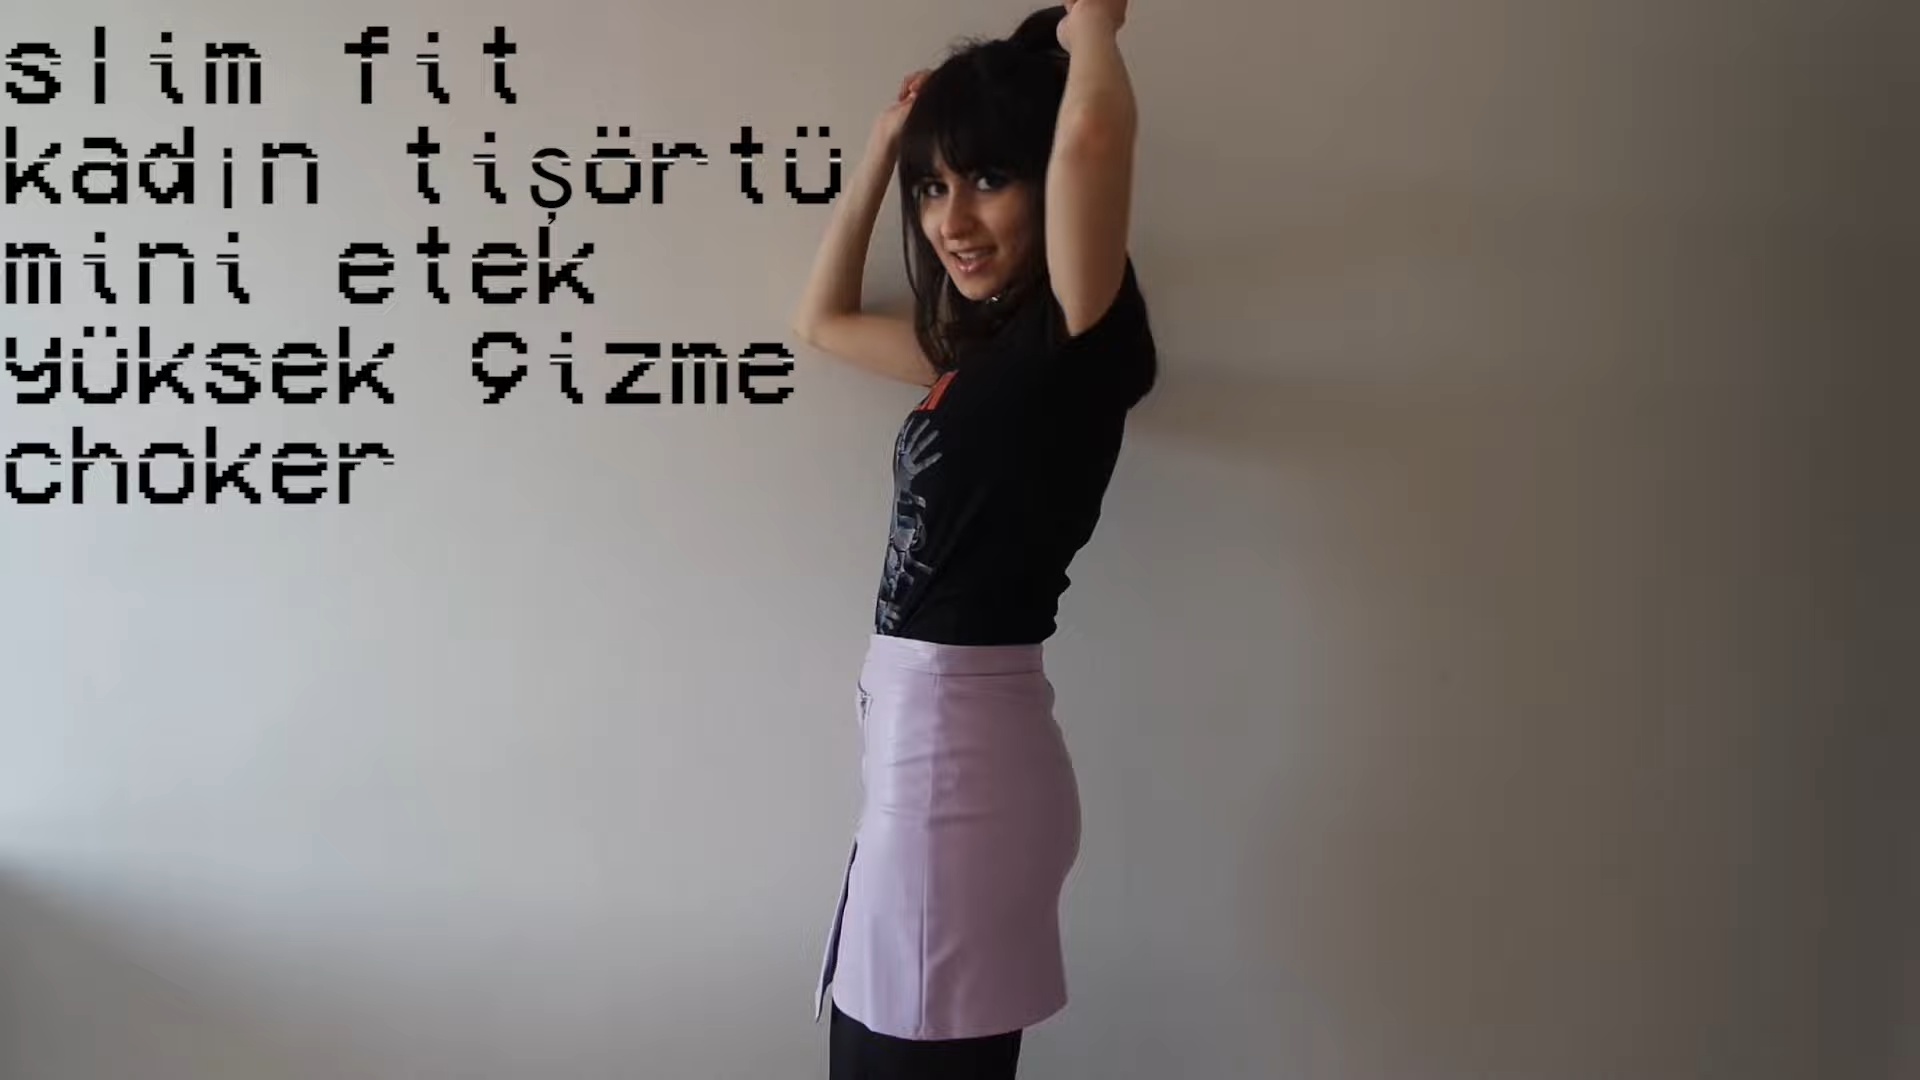 slim fit
kadın tişörtü
mini etek
yüksek Çizme
choker